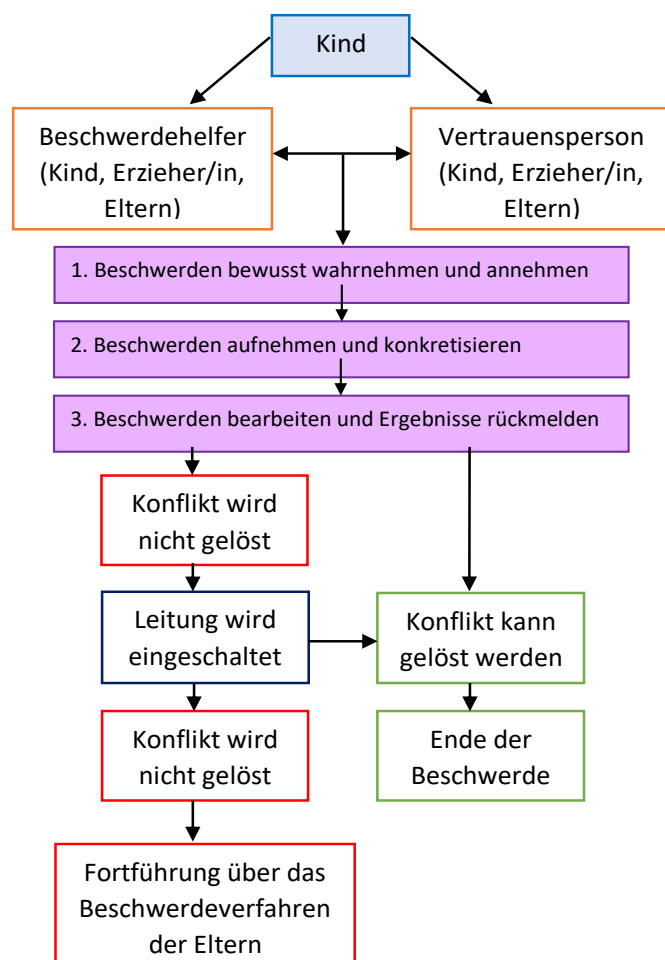 Kind
Beschwerdehelfer
(Kind, Erzieher/in,
Eltern)
Vertrauensperson
(Kind, Erzieher/in,
Eltern)
1. Beschwerden bewusst wahrnehmen und annehmen
2. Beschwerden aufnehmen und konkretisieren
3. Beschwerden bearbeiten und Ergebnisse rückmelden
Konflikt wird
nicht gelöst
Leitung wird
eingeschaltet
Konflikt kann
gelöst werden
Konflikt wird
nicht gelöst
Ende der
Beschwerde
Fortführung über das
Beschwerdeverfahren
der Eltern